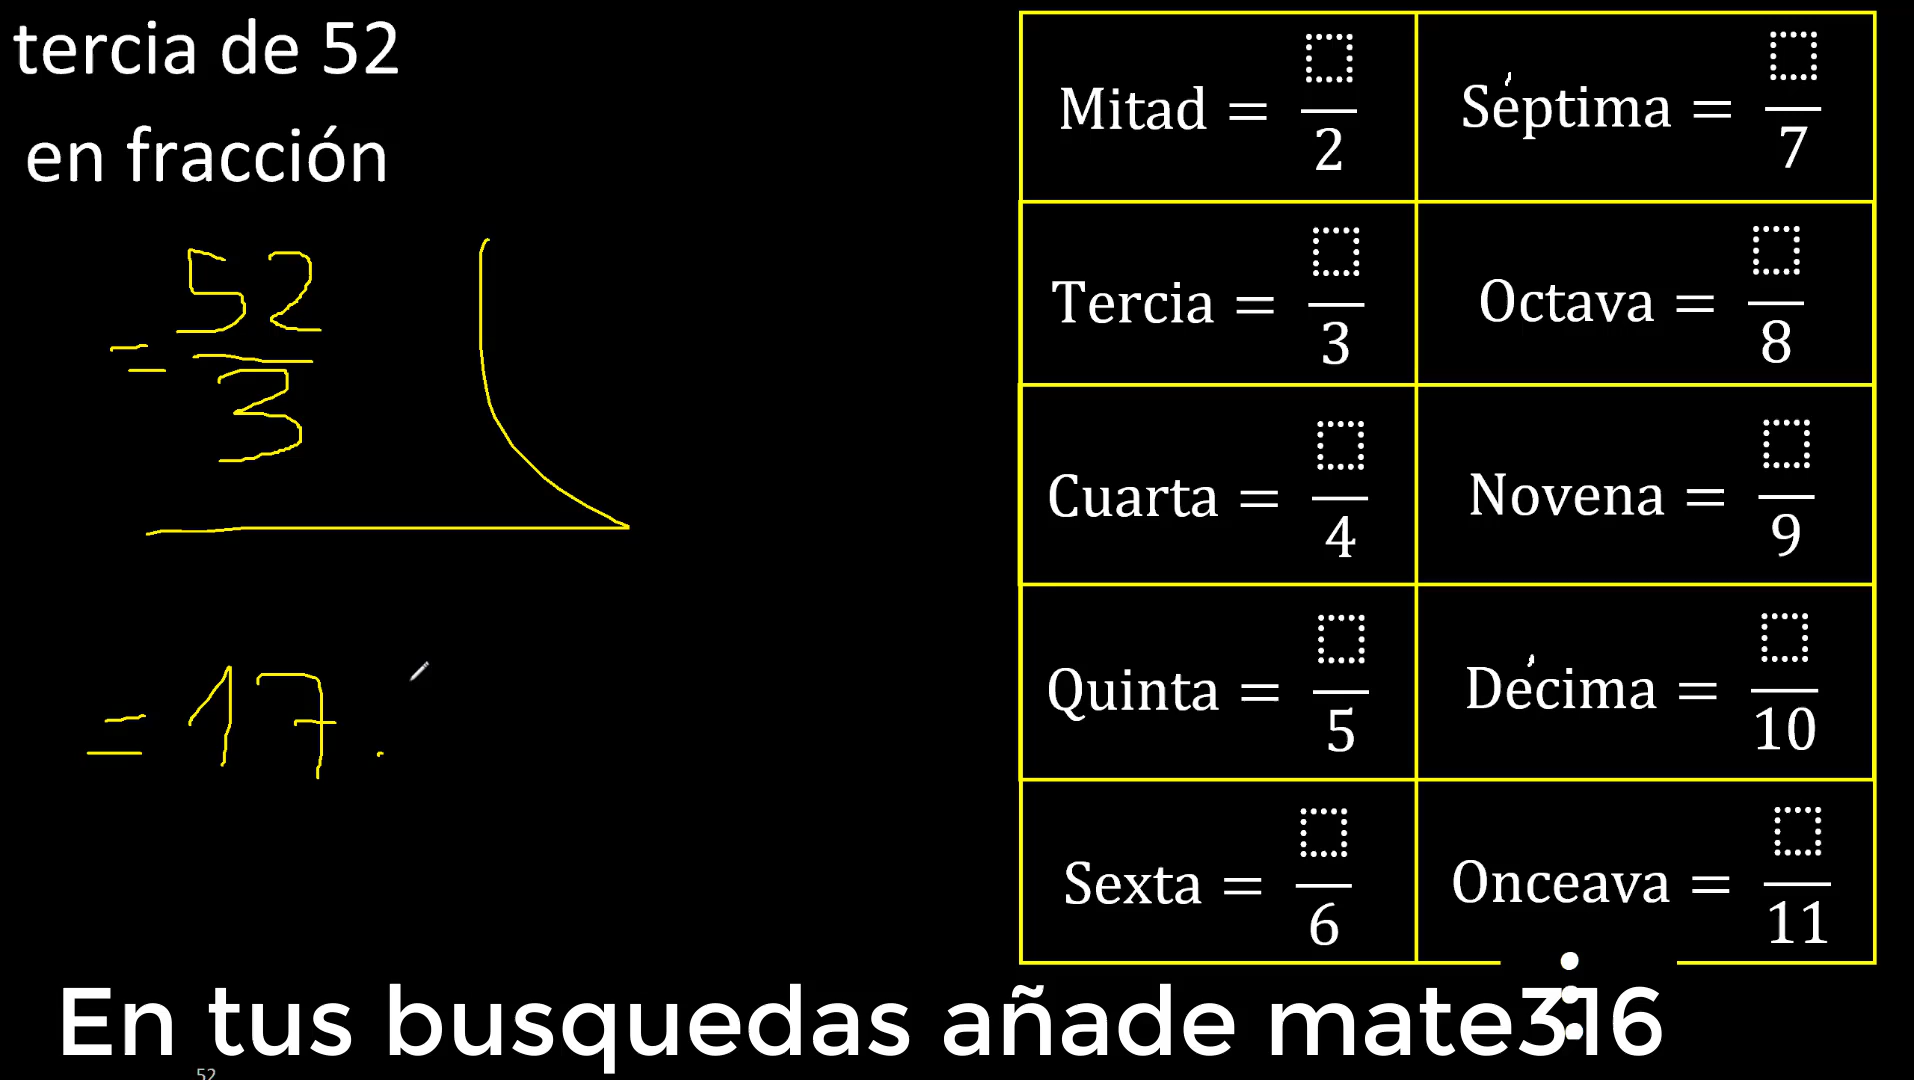 tercia de 52
en fracción
= 52/3
= 17.
Mitad = □/2
Séptima = □/7
Tercia = □/3
Octava = □/8
Cuarta = □/4
Novena = □/9
Quinta = □/5
Décima = □/10
Sexta = □/6
Onceava = □/11
En tus busquedas añade mate316
52